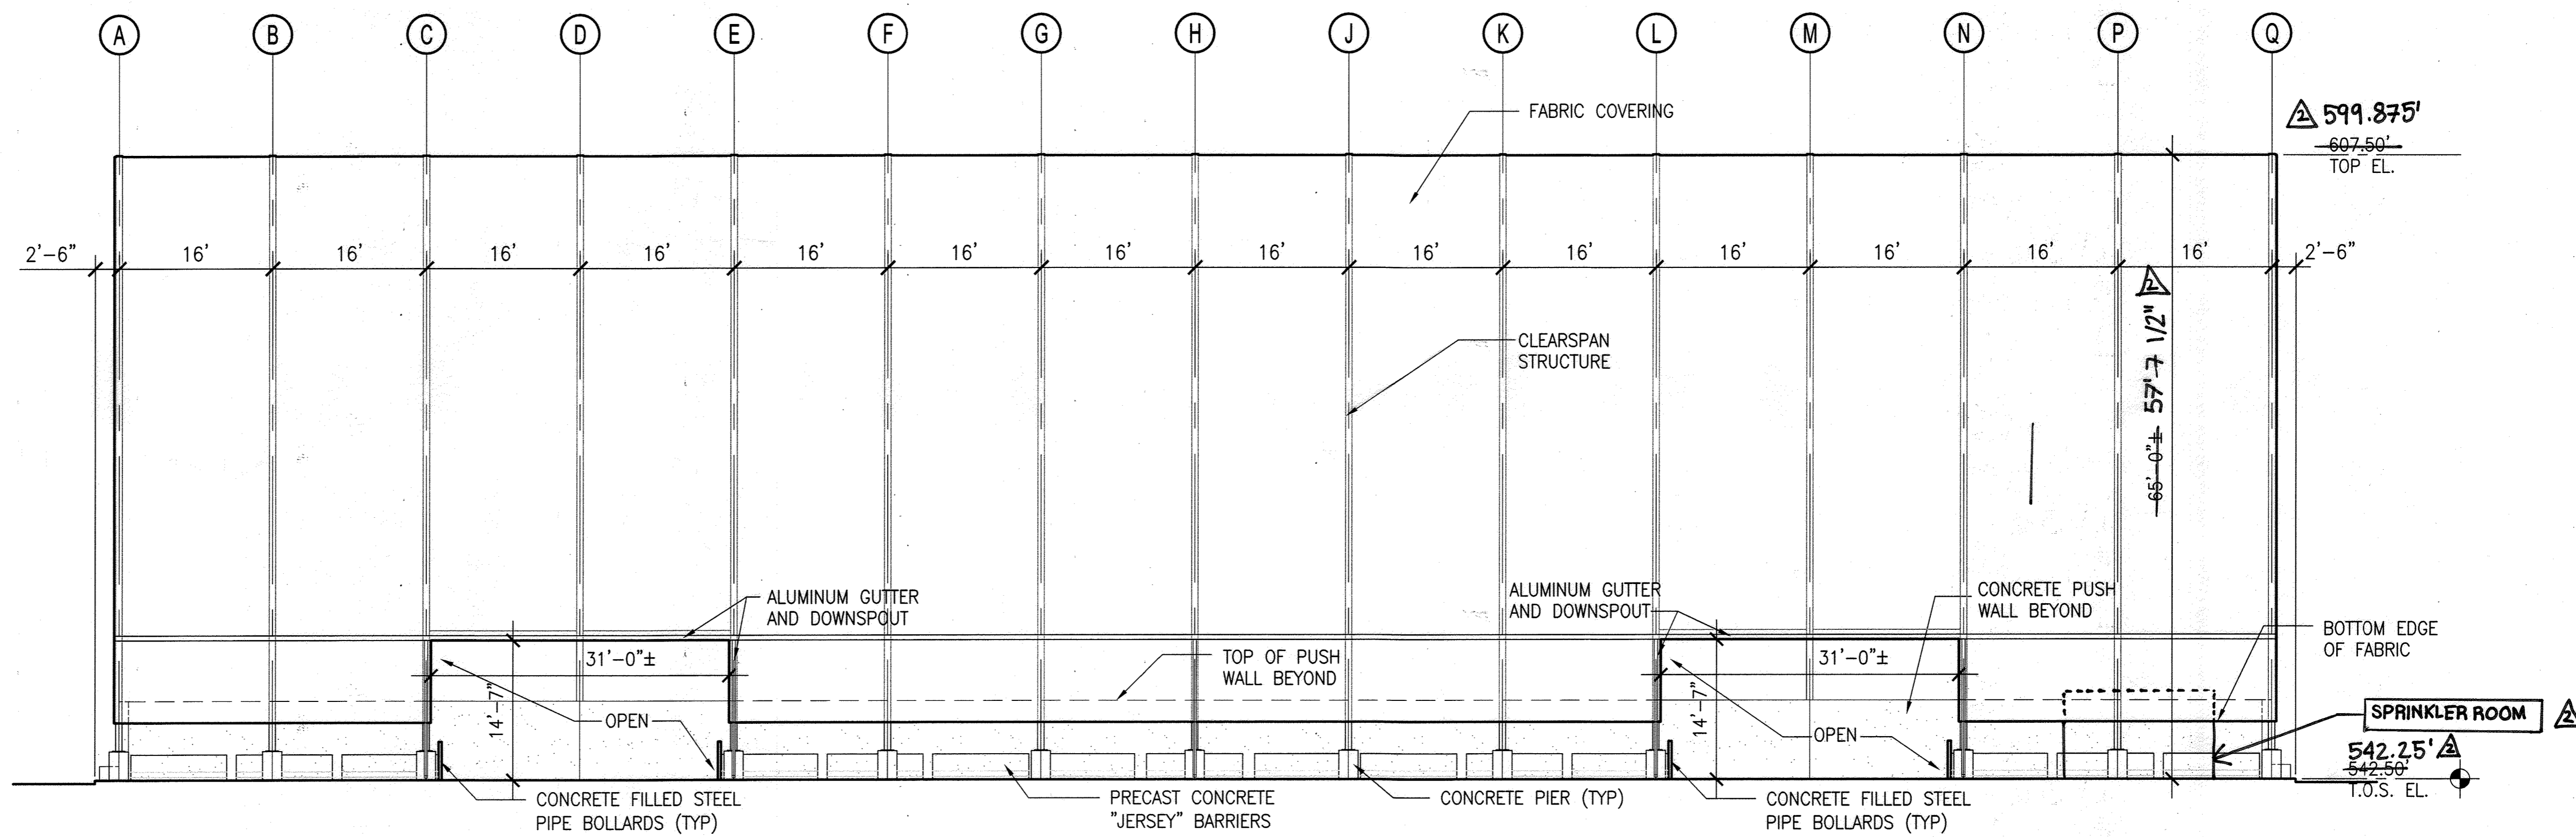 A B C D E F G H J K L M N P Q
FABRIC COVERING
2 599.875'
607.50'
TOP EL.
2'-6" 16' 16' 16' 16' 16' 16' 16' 16' 16' 16' 16' 16' 16' 16' 2'-6"
2
65'-0"± 57'-7 1/2"
CLEARSPAN
STRUCTURE
ALUMINUM GUTTER
AND DOWNSPOUT
ALUMINUM GUTTER
AND DOWNSPOUT
CONCRETE PUSH
WALL BEYOND
BOTTOM EDGE
OF FABRIC
31'-0"±
14'-7"
TOP OF PUSH
WALL BEYOND
31'-0"±
14'-7"
OPEN
OPEN
SPRINKLER ROOM 2
542.25' 2
542.50'
T.O.S. EL.
CONCRETE FILLED STEEL
PIPE BOLLARDS (TYP)
PRECAST CONCRETE
"JERSEY" BARRIERS
CONCRETE PIER (TYP)
CONCRETE FILLED STEEL
PIPE BOLLARDS (TYP)